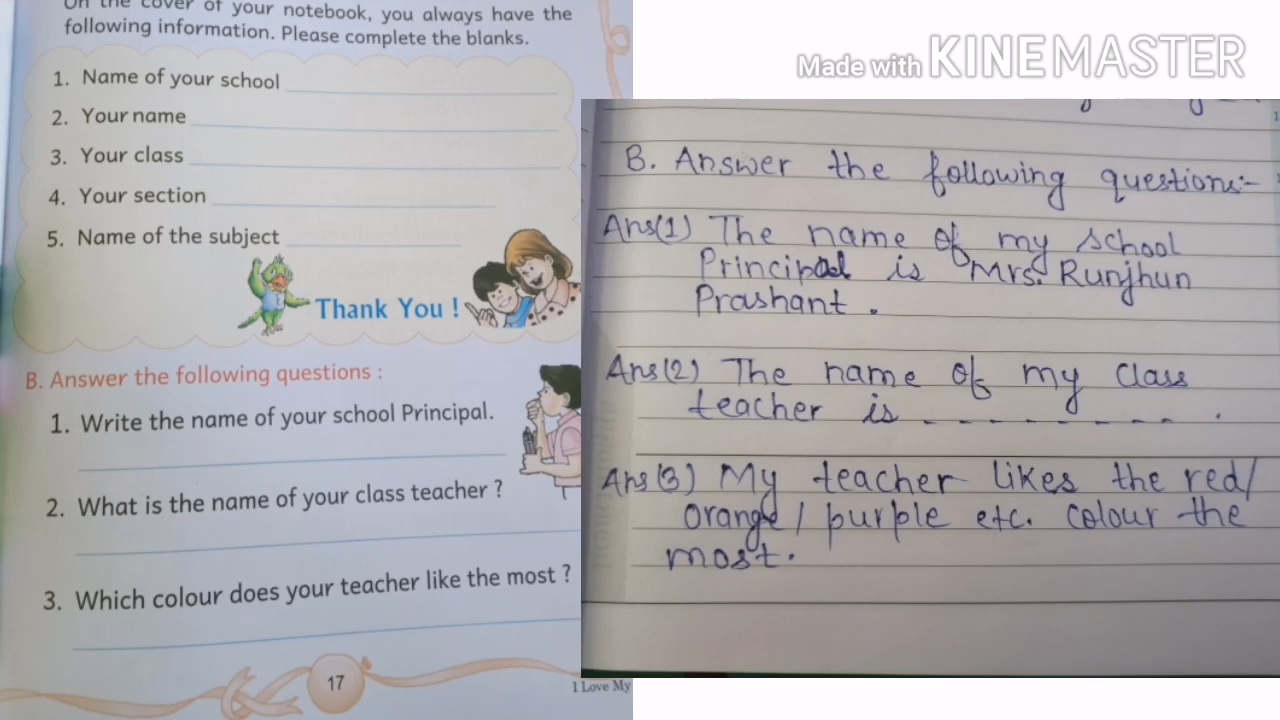 On the cover of your notebook, you always have the
following information. Please complete the blanks.
1. Name of your school
2. Your name
3. Your class
4. Your section
5. Name of the subject
Thank You !
B. Answer the following questions :
1. Write the name of your school Principal.
2. What is the name of your class teacher ?
3. Which colour does your teacher like the most ?
17
I Love My
Made with KINEMASTER
B. Answer the following questions:-
Ans(1) The name of my school
Principal is Mrs. Runjhun
Prashant.
Ans(2) The name of my class
teacher is _ _ _ _ _ _ _ _ .
Ans(3) My teacher likes the red/
orange/ purple etc. colour the
most.